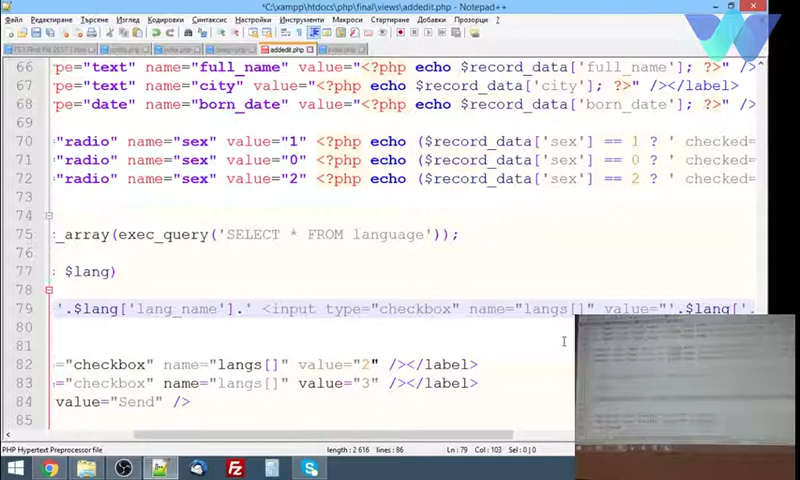 *C:\xampp\htdocs\php\final\views\addedit.php - Notepad++
Редактиране Търсене Изглед Кодировки Синтаксис Настройки Инструменти Макроси Стартиране Добавки Прозорци ?
addedit.php
66 pe="text" name="full_name" value="<?php echo $record_data['full_name']; ?>" />
67 pe="text" name="city" value="<?php echo $record_data['city']; ?>" /></label>
68 pe="date" name="born_date" value="<?php echo $record_data['born_date']; ?>"
69
70 "radio" name="sex" value="1" <?php echo ($record_data['sex'] == 1 ? ' checked=
71 "radio" name="sex" value="0" <?php echo ($record_data['sex'] == 0 ? ' checked=
72 "radio" name="sex" value="2" <?php echo ($record_data['sex'] == 2 ? ' checked=
73
74
75 _array(exec_query('SELECT * FROM language'));
76
77 $lang)
78
79 '.$lang['lang_name'].' <input type="checkbox" name="langs[]" value="'.$lang['.
80
81
82 ="checkbox" name="langs[]" value="2" /></label>
83 ="checkbox" name="langs[]" value="3" /></label>
84 value="Send" />
85
PHP Hypertext Preprocessor file length : 2 616 lines : 86 Ln : 79 Col : 103 Sel : 0 | 0